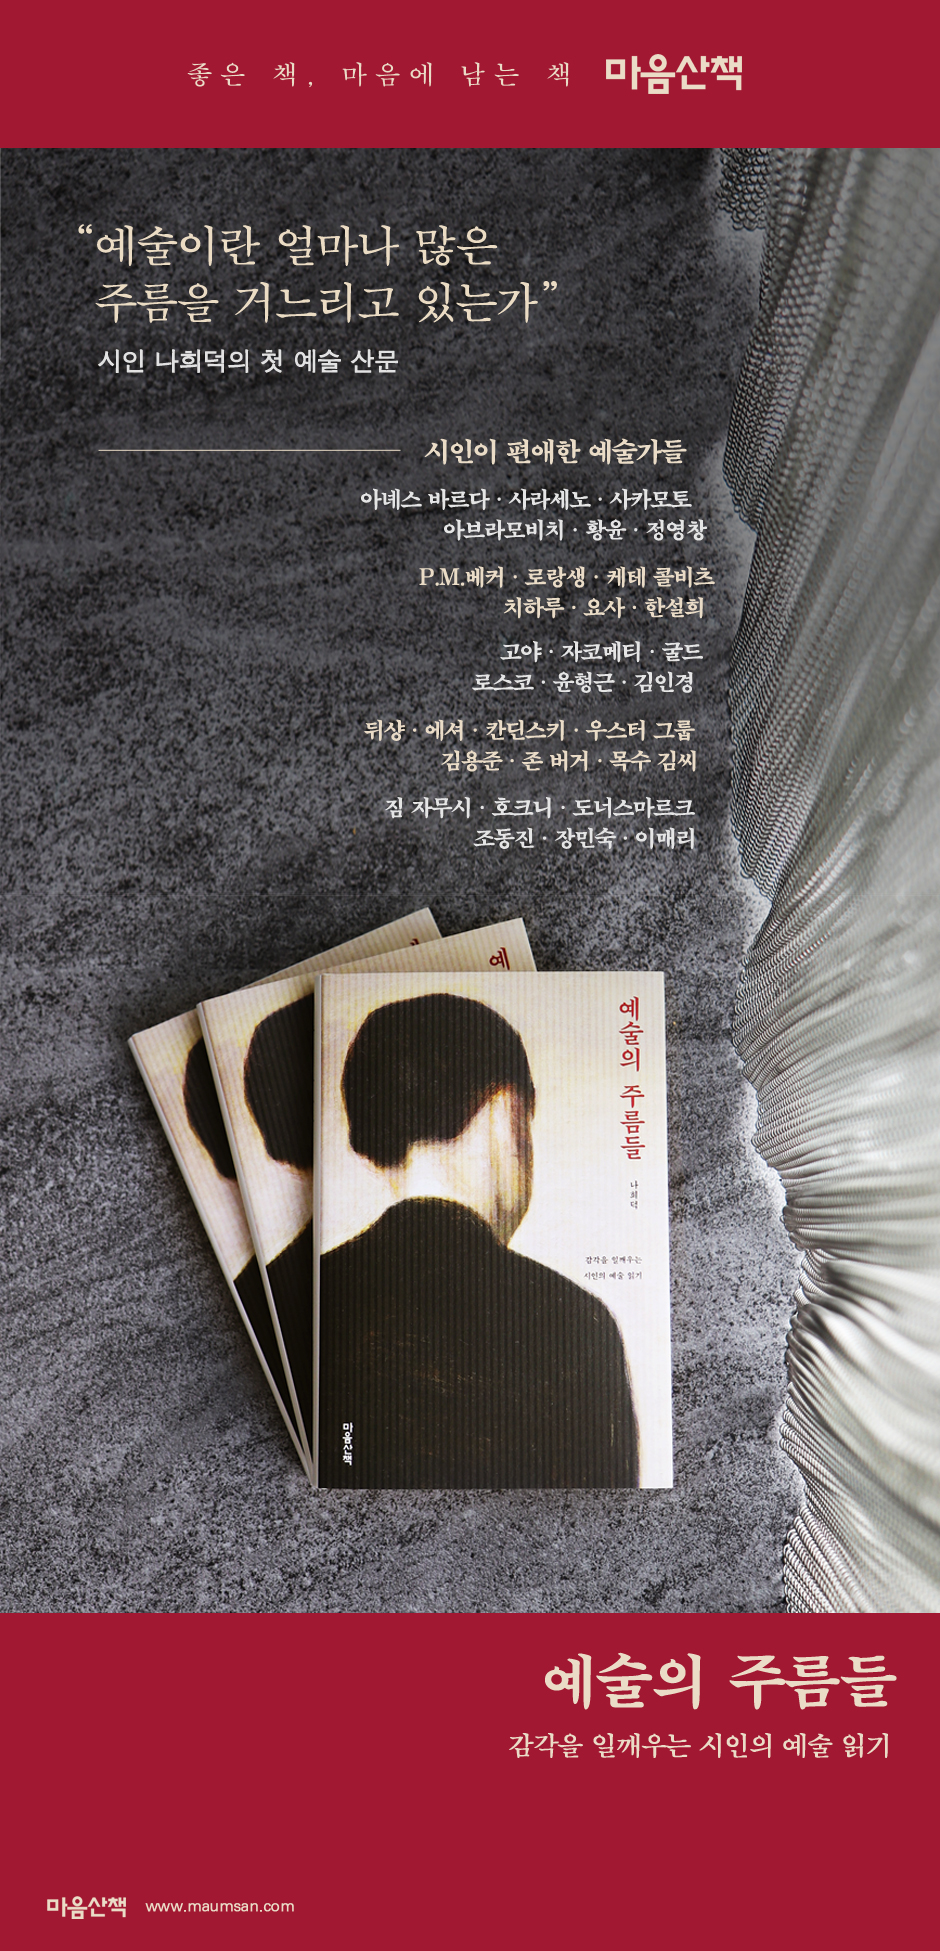 좋은 책, 마음에 남는 책 마음산책
“예술이란 얼마나 많은
주름을 거느리고 있는가”
시인 나희덕의 첫 예술 산문
시인이 편애한 예술가들
아녜스 바르다 · 사라세노 · 사카모토
아브라모비치 · 황윤 · 정영창
P.M.베커 · 로랑생 · 케테 콜비츠
치하루 · 요사 · 한설희
고야 · 자코메티 · 굴드
로스코 · 윤형근 · 김인경
뒤샹 · 에셔 · 칸딘스키 · 우스터 그룹
김용준 · 존 버거 · 목수 김씨
짐 자무시 · 호크니 · 도너스마르크
조동진 · 장민숙 · 이매리
예
예술의 주름들
나희덕
감각을 일깨우는
시인의 예술 읽기
마음산책
예술의 주름들
감각을 일깨우는 시인의 예술 읽기
마음산책 www.maumsan.com